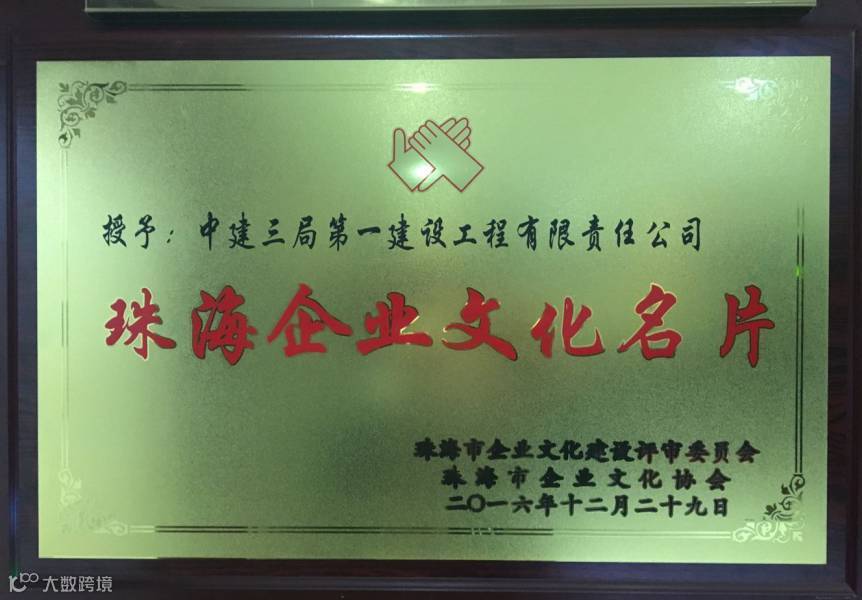 授予：中建三局第一建设工程有限责任公司
珠海企业文化名片
珠海市企业文化建设评审委员会
珠海市企业文化协会
二〇一六年十二月二十九日
大数跨境